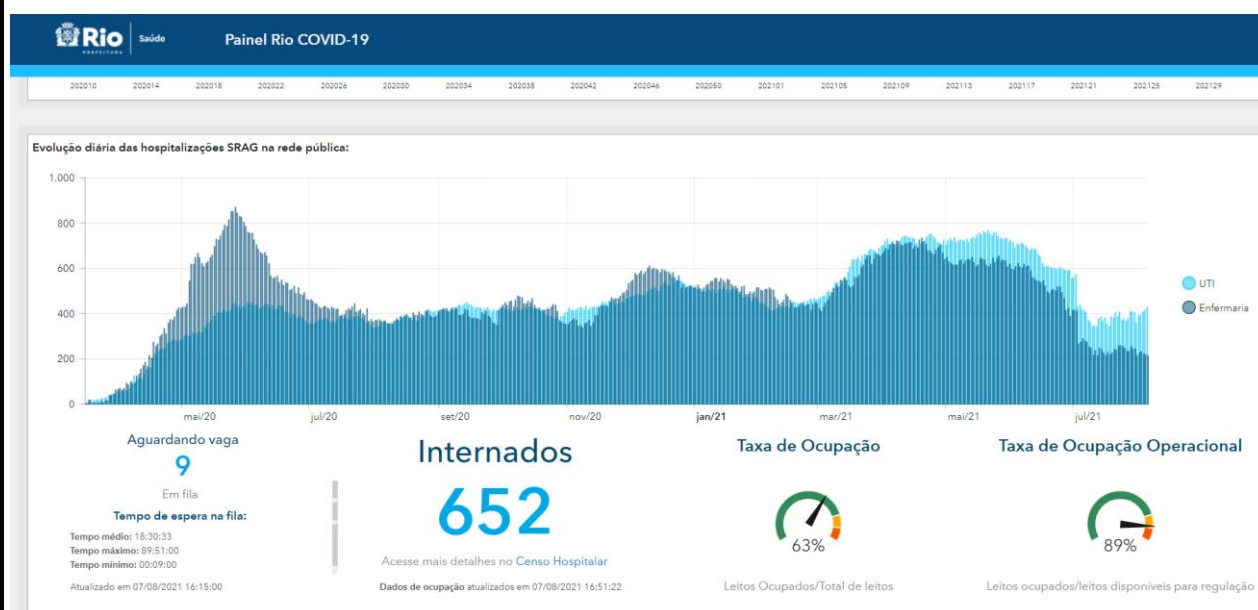 Rio
PREFEITURA
Saúde
Painel Rio COVID-19
202010 202014 202018 202022 202026 202030 202034 202038 202042 202046 202050 202101 202105 202109 202113 202117 202121 202125 202129
Evolução diária das hospitalizações SRAG na rede pública:
1.000
800
600
400
200
0
mai/20 jul/20 set/20 nov/20 jan/21 mar/21 mai/21 jul/21
UTI
Enfermaria
Aguardando vaga
9
Em fila
Tempo de espera na fila:
Tempo médio: 18:30:33
Tempo máximo: 89:51:00
Tempo mínimo: 00:09:00
Atualizado em 07/08/2021 16:15:00
Internados
652
Acesse mais detalhes no Censo Hospitalar
Dados de ocupação atualizados em 07/08/2021 16:51:22
Taxa de Ocupação
63%
Leitos Ocupados/Total de leitos
Taxa de Ocupação Operacional
89%
Leitos ocupados/leitos disponíveis para regulação